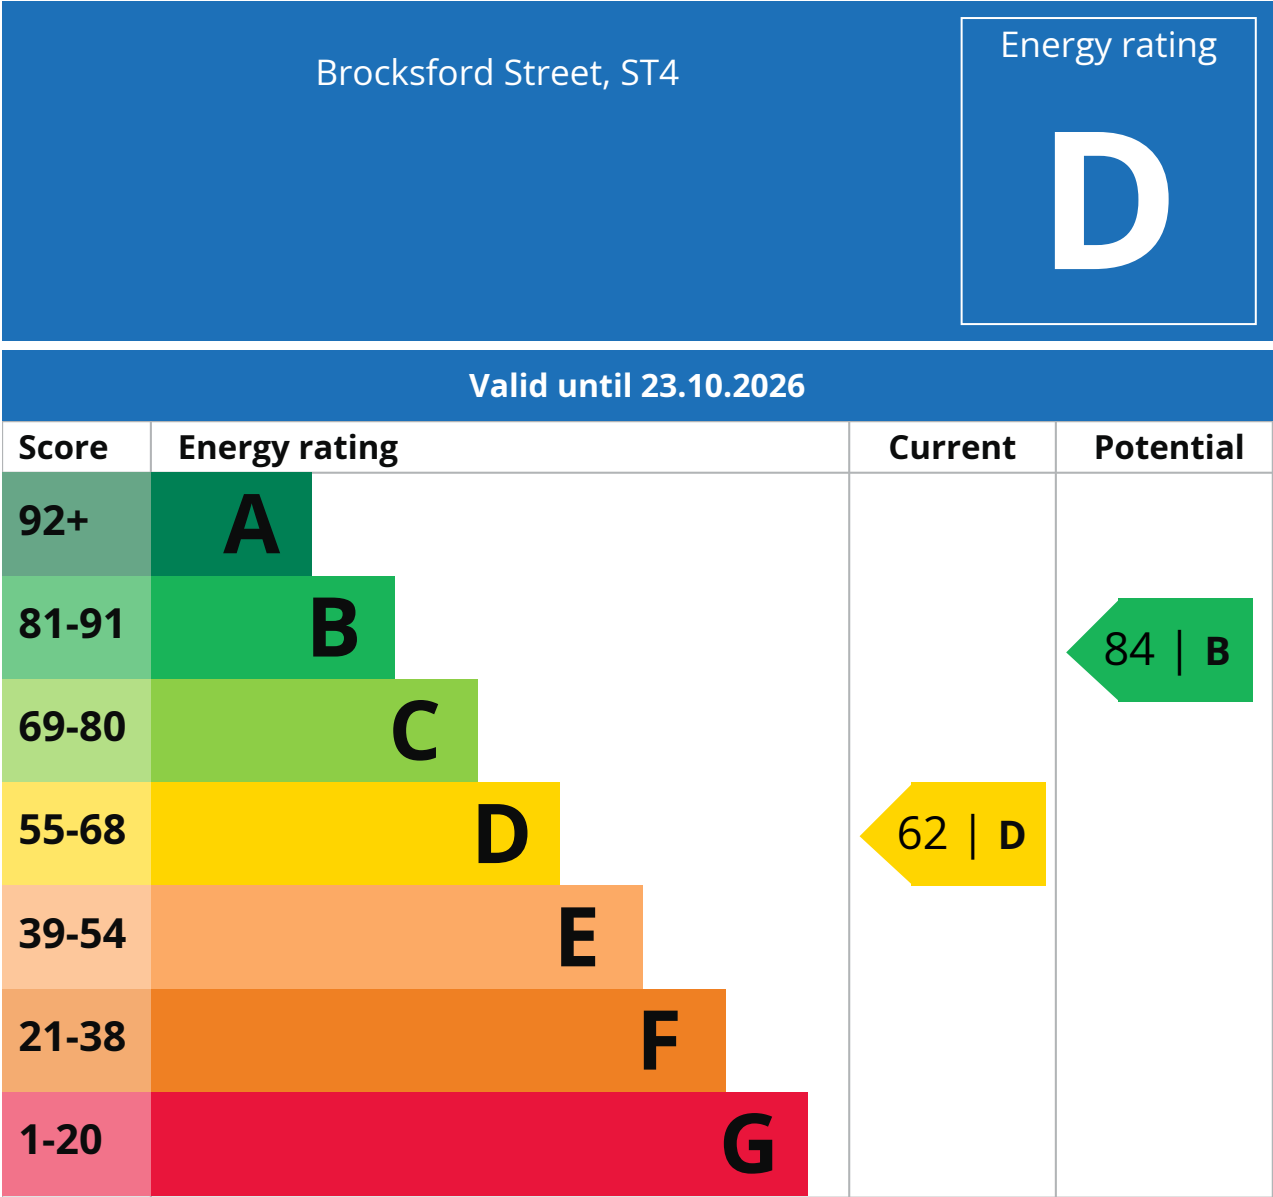 Brocksford Street, ST4
Energy rating
D
Valid until 23.10.2026
Score Energy rating Current Potential
92+ A
81-91 B 84 | B
69-80 C
55-68 D 62 | D
39-54 E
21-38 F
1-20 G